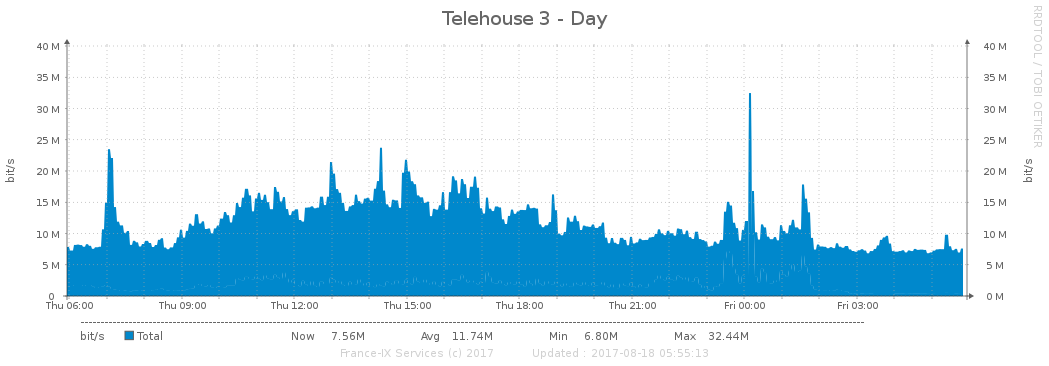 Telehouse 3 - Day
RRDTOOL / TOBI OETIKER
bit/s
bit/s
40 M 40 M
35 M 35 M
30 M 30 M
25 M 25 M
20 M 20 M
15 M 15 M
10 M 10 M
5 M 5 M
0 0 M
Thu 06:00 Thu 09:00 Thu 12:00 Thu 15:00 Thu 18:00 Thu 21:00 Fri 00:00 Fri 03:00
bit/s Total Now 7.56M Avg 11.74M Min 6.80M Max 32.44M
France-IX Services (c) 2017 Updated : 2017-08-18 05:55:13